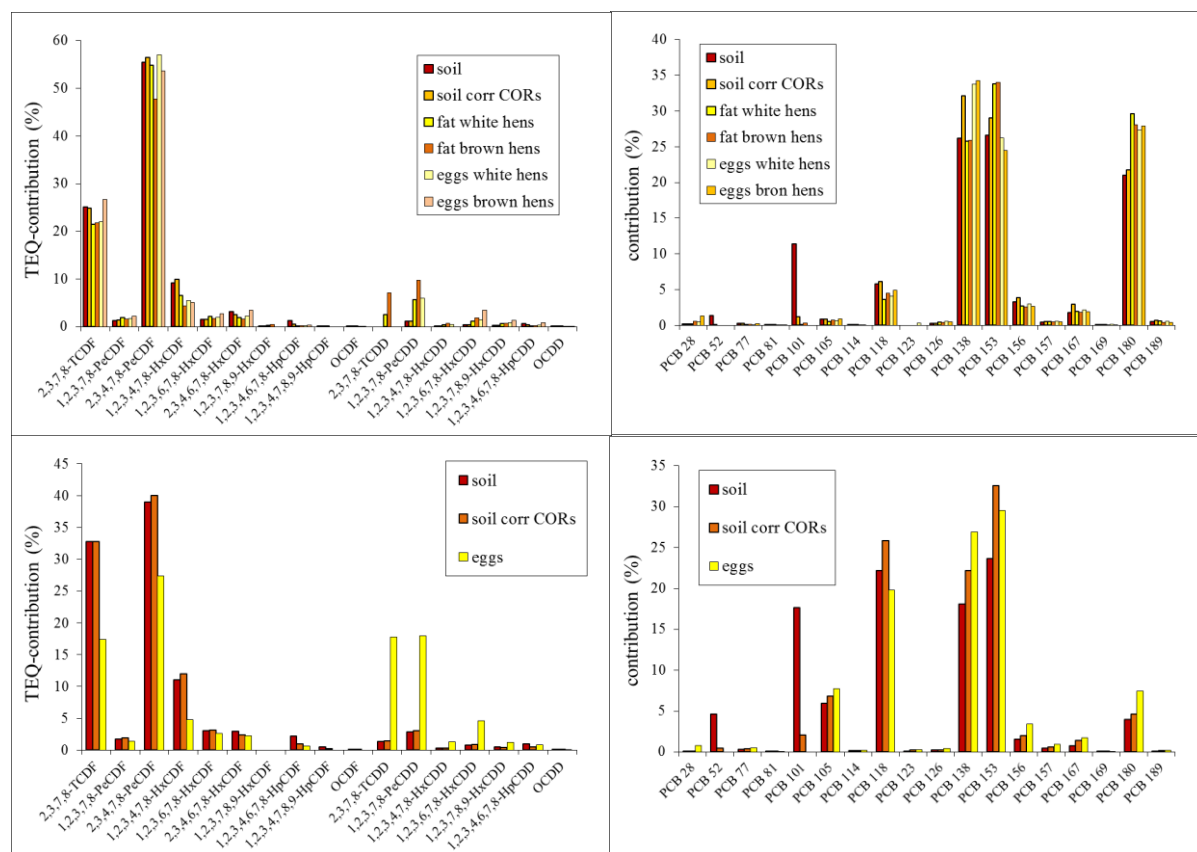 60
50
40
30
20
10
0
TEQ-contribution (%)
soil
soil corr CORs
fat white hens
fat brown hens
eggs white hens
eggs brown hens
2,3,7,8-TCDF
1,2,3,7,8-PeCDF
2,3,4,7,8-PeCDF
1,2,3,4,7,8-HxCDF
1,2,3,6,7,8-HxCDF
2,3,4,6,7,8-HxCDF
1,2,3,7,8,9-HxCDF
1,2,3,4,6,7,8-HpCDF
1,2,3,4,7,8,9-HpCDF
OCDF
2,3,7,8-TCDD
1,2,3,7,8-PeCDD
1,2,3,4,7,8-HxCDD
1,2,3,6,7,8-HxCDD
1,2,3,7,8,9-HxCDD
1,2,3,4,6,7,8-HpCDD
OCDD
40
35
30
25
20
15
10
5
0
contribution (%)
soil
soil corr CORs
fat white hens
fat brown hens
eggs white hens
eggs bron hens
PCB 28
PCB 52
PCB 77
PCB 81
PCB 101
PCB 105
PCB 114
PCB 118
PCB 123
PCB 126
PCB 138
PCB 153
PCB 156
PCB 157
PCB 167
PCB 169
PCB 180
PCB 189
45
40
35
30
25
20
15
10
5
0
TEQ-contribution (%)
soil
soil corr CORs
eggs
2,3,7,8-TCDF
1,2,3,7,8-PeCDF
2,3,4,7,8-PeCDF
1,2,3,4,7,8-HxCDF
1,2,3,6,7,8-HxCDF
2,3,4,6,7,8-HxCDF
1,2,3,7,8,9-HxCDF
1,2,3,4,6,7,8-HpCDF
1,2,3,4,7,8,9-HpCDF
OCDF
2,3,7,8-TCDD
1,2,3,7,8-PeCDD
1,2,3,4,7,8-HxCDD
1,2,3,6,7,8-HxCDD
1,2,3,7,8,9-HxCDD
1,2,3,4,6,7,8-HpCDD
OCDD
35
30
25
20
15
10
5
0
contribution (%)
soil
soil corr CORs
eggs
PCB 28
PCB 52
PCB 77
PCB 81
PCB 101
PCB 105
PCB 114
PCB 118
PCB 123
PCB 126
PCB 138
PCB 153
PCB 156
PCB 157
PCB 167
PCB 169
PCB 180
PCB 189